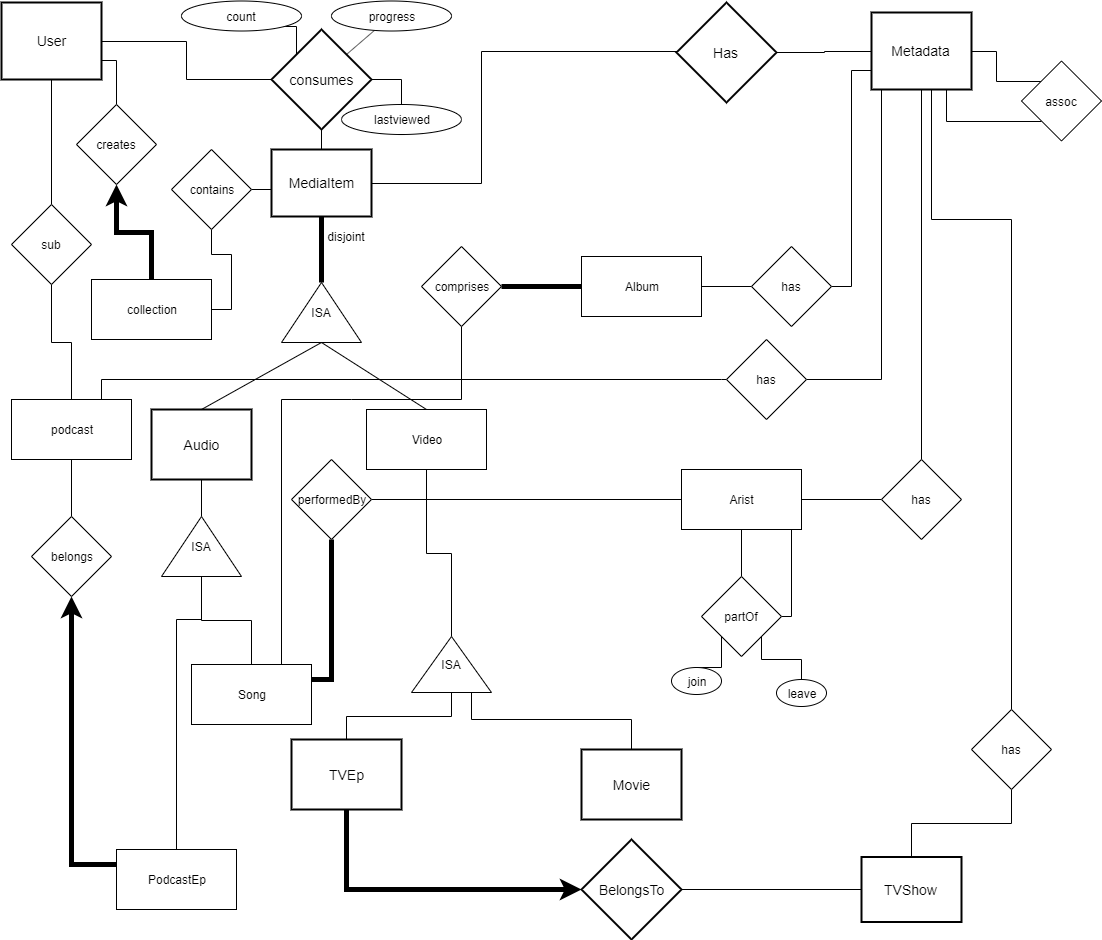 count
progress
User
Has
Metadata
consumes
assoc
lastviewed
creates
MediaItem
contains
disjoint
sub
comprises
Album
has
collection
ISA
has
podcast
Audio
Video
performedBy
Arist
has
ISA
belongs
partOf
ISA
join
leave
Song
has
TVEp
Movie
PodcastEp
BelongsTo
TVShow